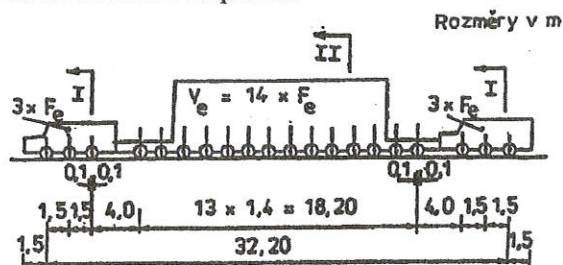 Rozměry v m
II
I
I
3 x Fe
Ve = 14 x Fe
3 x Fe
0,1 0,1
0,1 0,1
1,5 1,5 4,0
13 x 1,4 = 18,20
4,0 1,5 1,5
1,5
32,20
1,5